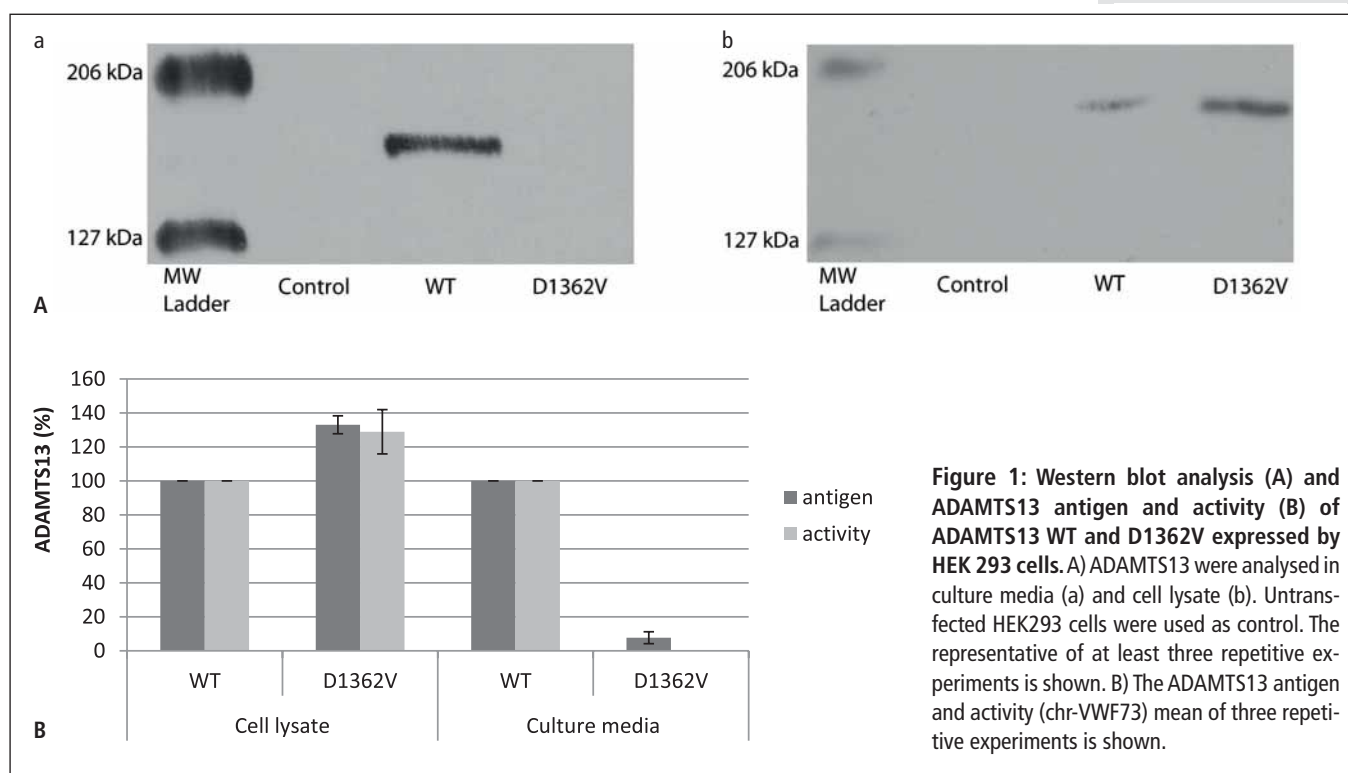 a
206 kDa
127 kDa
MW
Ladder
Control
WT
D1362V
b
206 kDa
127 kDa
MW
Ladder
Control
WT
D1362V
A
ADAMTS13 (%)
160
140
120
100
80
60
40
20
0
WT
D1362V
WT
D1362V
Cell lysate
Culture media
B
antigen
activity
Figure 1: Western blot analysis (A) and
ADAMTS13 antigen and activity (B) of
ADAMTS13 WT and D1362V expressed by
HEK 293 cells. A) ADAMTS13 were analysed in
culture media (a) and cell lysate (b). Untrans-
fected HEK293 cells were used as control. The
representative of at least three repetitive ex-
periments is shown. B) The ADAMTS13 antigen
and activity (chr-VWF73) mean of three repeti-
tive experiments is shown.